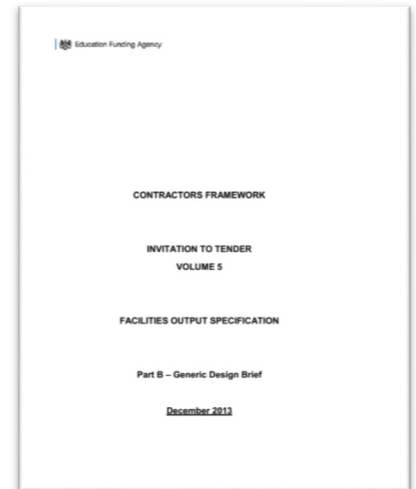 Education Funding Agency
CONTRACTORS FRAMEWORK
INVITATION TO TENDER
VOLUME 5
FACILITIES OUTPUT SPECIFICATION
Part B – Generic Design Brief
December 2013